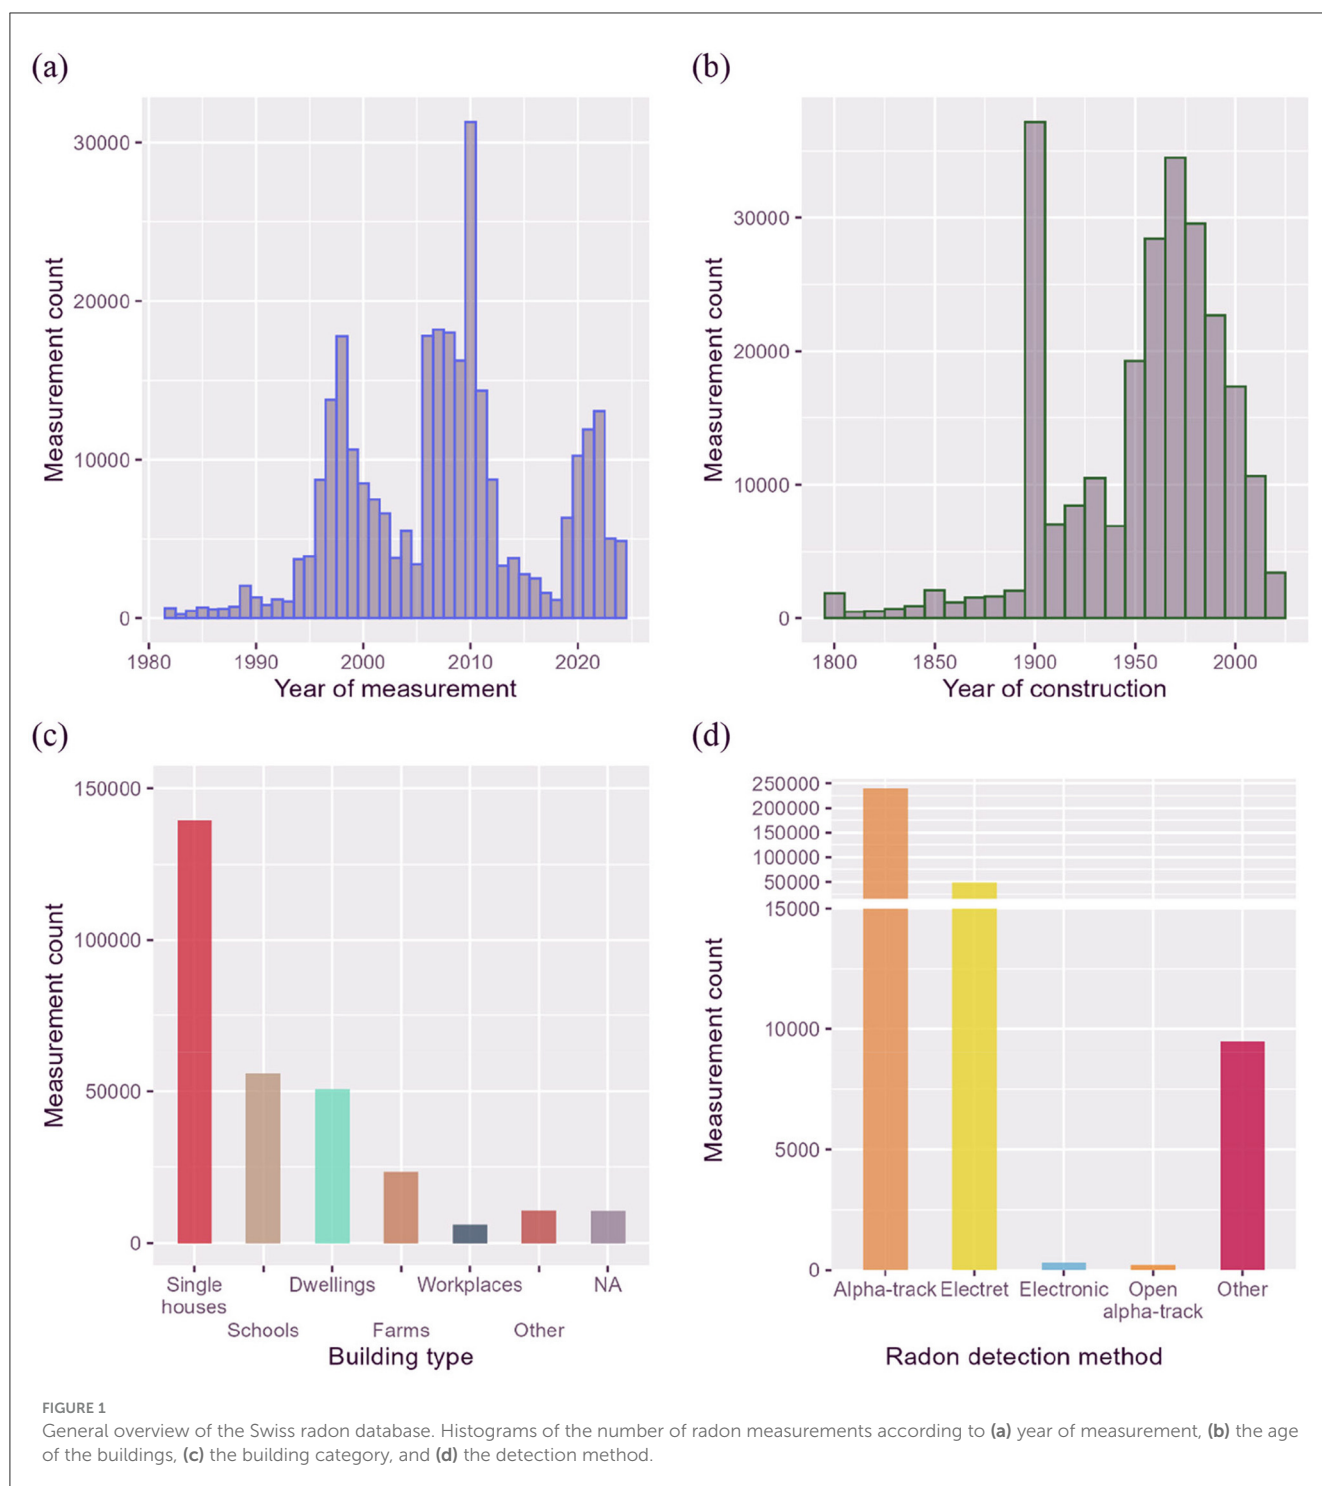 (a)
30000
20000
10000
0
1980 1990 2000 2010 2020
Measurement count
Year of measurement
(b)
30000
20000
10000
0
1800 1850 1900 1950 2000
Measurement count
Year of construction
(c)
150000
100000
50000
0
Measurement count
Single houses
Schools
Dwellings
Farms
Workplaces
Other
NA
Building type
(d)
250000
200000
150000
100000
50000
15000
10000
5000
0
Measurement count
Alpha-track
Electret
Electronic
Open alpha-track
Other
Radon detection method
FIGURE 1
General overview of the Swiss radon database. Histograms of the number of radon measurements according to (a) year of measurement, (b) the age
of the buildings, (c) the building category, and (d) the detection method.